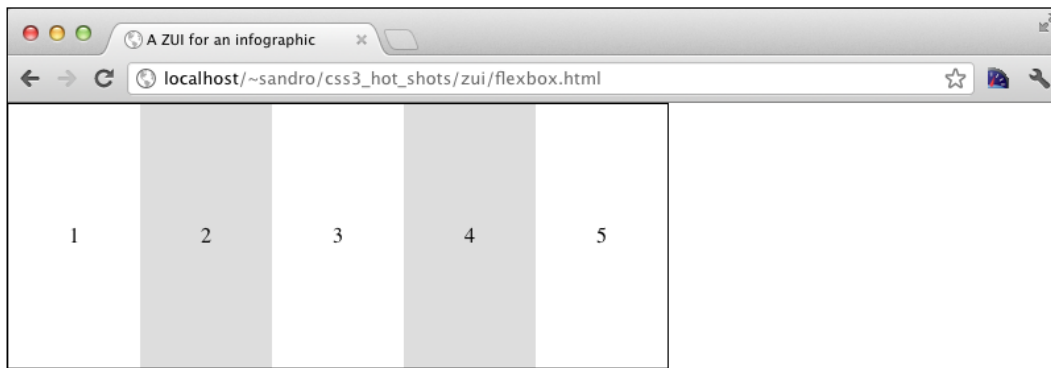 A ZUI for an infographic
localhost/~sandro/css3_hot_shots/zui/flexbox.html
1 2 3 4 5